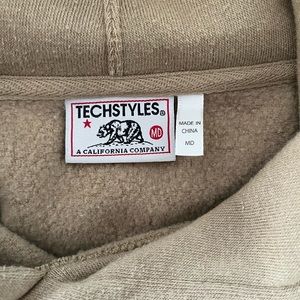 TECHSTYLES®
MD
A CALIFORNIA COMPANY
MADE IN
CHINA
MD